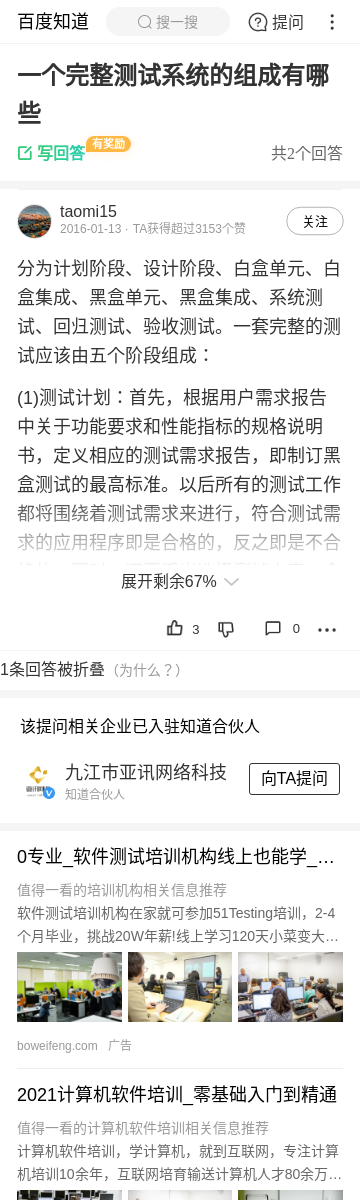 百度知道
搜一搜
提问
一个完整测试系统的组成有哪
些
写回答
有奖励
共2个回答
taomi15
2016-01-13 · TA获得超过3153个赞
关注
分为计划阶段、设计阶段、白盒单元、白
盒集成、黑盒单元、黑盒集成、系统测
试、回归测试、验收测试。一套完整的测
试应该由五个阶段组成：
(1)测试计划：首先，根据用户需求报告
中关于功能要求和性能指标的规格说明
书，定义相应的测试需求报告，即制订黑
盒测试的最高标准。以后所有的测试工作
都将围绕着测试需求来进行，符合测试需
求的应用程序即是合格的，反之即是不合
展开剩余67%
3
0
1条回答被折叠（为什么？）
该提问相关企业已入驻知道合伙人
九江市亚讯网络科技
知道合伙人
向TA提问
0专业_软件测试培训机构线上也能学_...
值得一看的培训机构相关信息推荐
软件测试培训机构在家就可参加51Testing培训，2-4
个月毕业，挑战20W年薪!线上学习120天小菜变大...
boweifeng.com 广告
2021计算机软件培训_零基础入门到精通
值得一看的计算机软件培训相关信息推荐
计算机软件培训，学计算机，就到互联网，专注计算
机培训10余年，互联网培育输送计算机人才80余万...